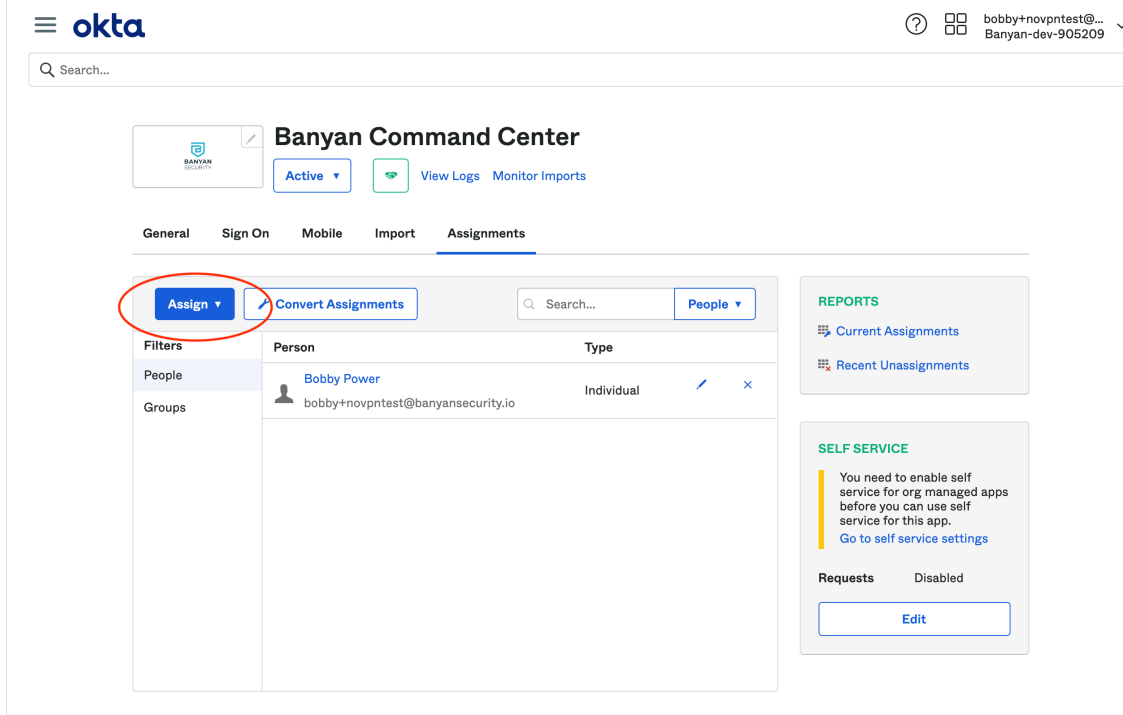 okta
bobby+novpntest@...
Banyan-dev-905209
Search...
BANYAN
SECURITY
Banyan Command Center
Active
View Logs
Monitor Imports
General
Sign On
Mobile
Import
Assignments
Assign
Convert Assignments
Search...
People
Filters
People
Groups
Person
Type
Bobby Power
bobby+novpntest@banyansecurity.io
Individual
REPORTS
Current Assignments
Recent Unassignments
SELF SERVICE
You need to enable self
service for org managed apps
before you can use self
service for this app.
Go to self service settings
Requests
Disabled
Edit